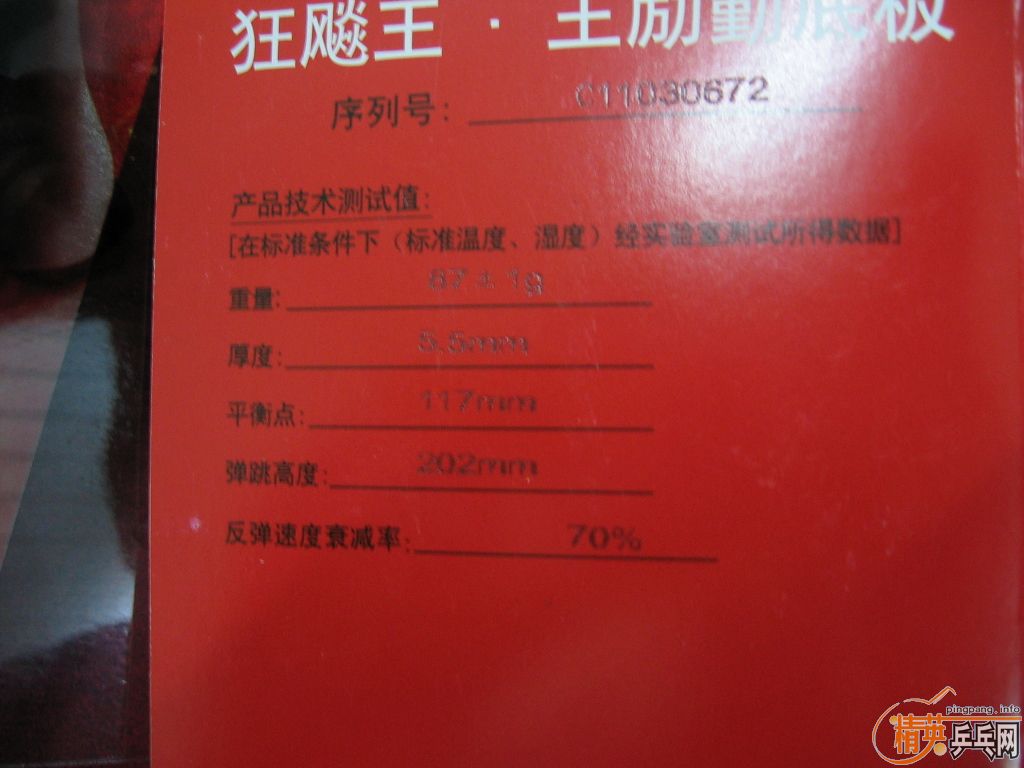 狂飚王·王励勤底板
序列号: C11030672
产品技术测试值:
[在标准条件下（标准温度、湿度）经实验室测试所得数据]
重量: 87±1g
厚度: 5.5mm
平衡点: 117mm
弹跳高度: 202mm
反弹速度衰减率: 70%
pingpang.info
精英乒乓网